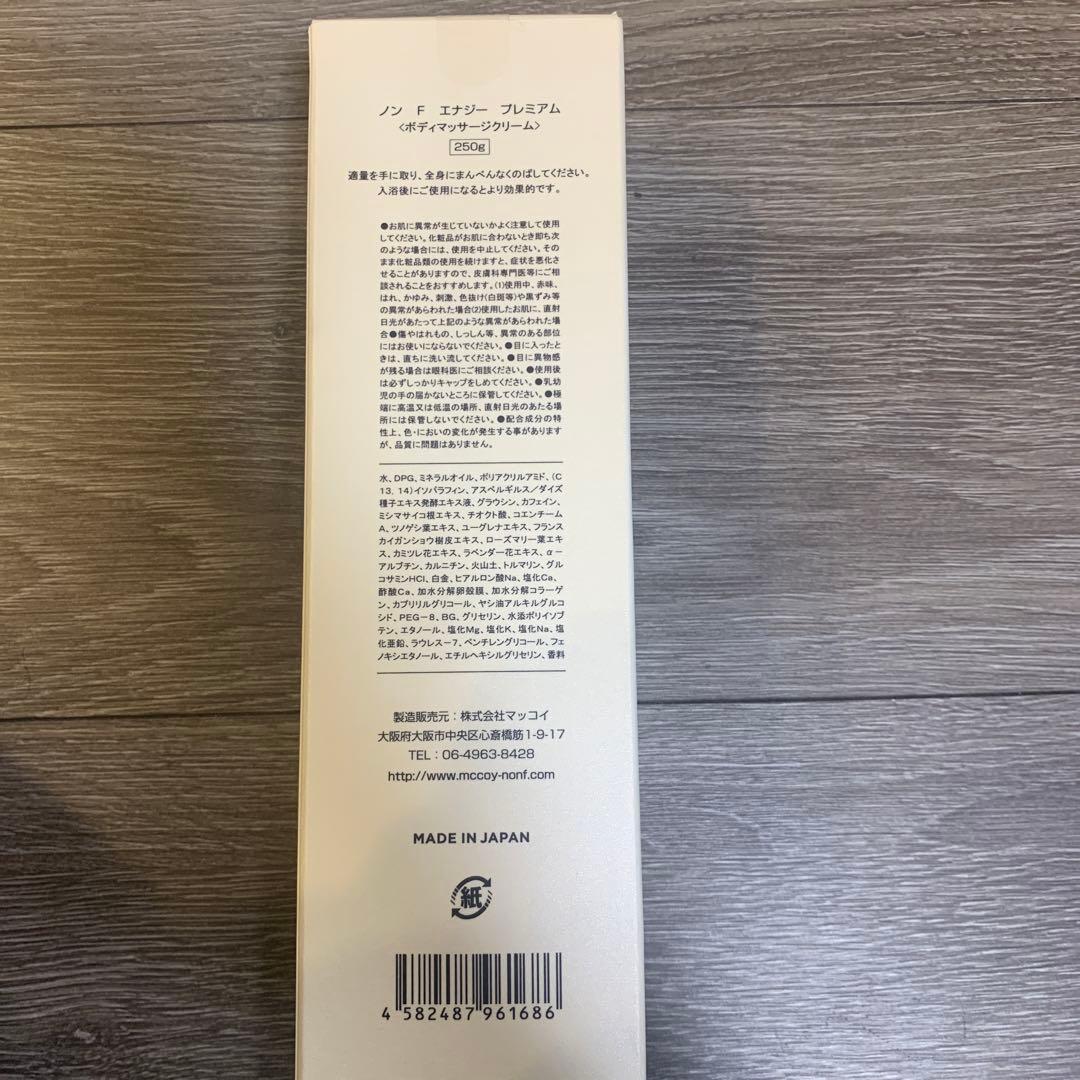 ノン　F　エナジー　プレミアム
〈ボディマッサージクリーム〉
250g
適量を手に取り、全身にまんべんなくのばしてください。
入浴後にご使用になるとより効果的です。
●お肌に異常が生じていないかよく注意して使用
してください。化粧品がお肌に合わないとき即ち次
のような場合には、使用を中止してください。その
まま化粧品類の使用を続けますと、症状を悪化さ
せることがありますので、皮膚科専門医等にご相
談されることをおすすめします。(1)使用中、赤味、
はれ、かゆみ、刺激、色抜け(白斑等)や黒ずみ等
の異常があらわれた場合(2)使用したお肌に、直射
日光があたって上記のような異常があらわれた場
合●傷やはれもの、しっしん等、異常のある部位
にはお使いにならないでください。●目に入ったと
きは、直ちに洗い流してください。●目に異物感
が残る場合は眼科医にご相談ください。●使用後
は必ずしっかりキャップをしめてください。●乳幼
児の手の届かないところに保管してください。●極
端に高温又は低温の場所、直射日光のあたる場
所には保管しないでください。●配合成分の特
性上、色・においの変化が発生する事があります
が、品質に問題はありません。
水、DPG、ミネラルオイル、ポリアクリルアミド、(C
13,14)イソパラフィン、アスペルギルス／ダイズ
種子エキス発酵エキス液、グラウシン、カフェイン、
ミシマサイコ根エキス、チオクト酸、コエンチーム
A、ツノゲシ葉エキス、ユーグレナエキス、フランス
カイガンショウ樹皮エキス、ローズマリー葉エキ
ス、カミツレ花エキス、ラベンダー花エキス、α－
アルブチン、カルニチン、火山土、トルマリン、グル
コサミンHCl、白金、ヒアルロン酸Na、塩化Ca、
酢酸Ca、加水分解卵殻膜、加水分解コラーゲ
ン、カプリリルグリコール、ヤシ油アルキルグルコ
シド、PEG－8、BG、グリセリン、水添ポリイソブ
テン、エタノール、塩化Mg、塩化K、塩化Na、塩
化亜鉛、ラウレス－7、ペンチレングリコール、フェ
ノキシエタノール、エチルヘキシルグリセリン、香料
製造販売元：株式会社マッコイ
大阪府大阪市中央区心斎橋筋1-9-17
TEL：06-4963-8428
http://www.mccoy-nonf.com
MADE IN JAPAN
紙
4 582487 961686